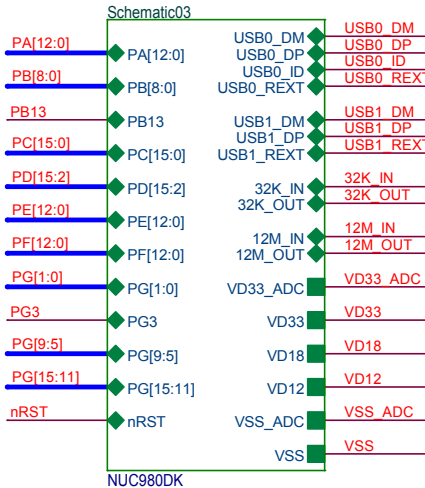 Schematic03
PA[12:0]
PA[12:0]
PB[8:0]
PB[8:0]
PB13
PB13
PC[15:0]
PC[15:0]
PD[15:2]
PD[15:2]
PE[12:0]
PE[12:0]
PF[12:0]
PF[12:0]
PG[1:0]
PG[1:0]
PG3
PG3
PG[9:5]
PG[9:5]
PG[15:11]
PG[15:11]
nRST
nRST
USB0_DM
USB0_DM
USB0_DP
USB0_DP
USB0_ID
USB0_ID
USB0_REXT
USB0_REXT
USB1_DM
USB1_DM
USB1_DP
USB1_DP
USB1_REXT
USB1_REXT
32K_IN
32K_IN
32K_OUT
32K_OUT
12M_IN
12M_IN
12M_OUT
12M_OUT
VD33_ADC
VD33_ADC
VD33
VD33
VD18
VD18
VD12
VD12
VSS_ADC
VSS_ADC
VSS
VSS
NUC980DK